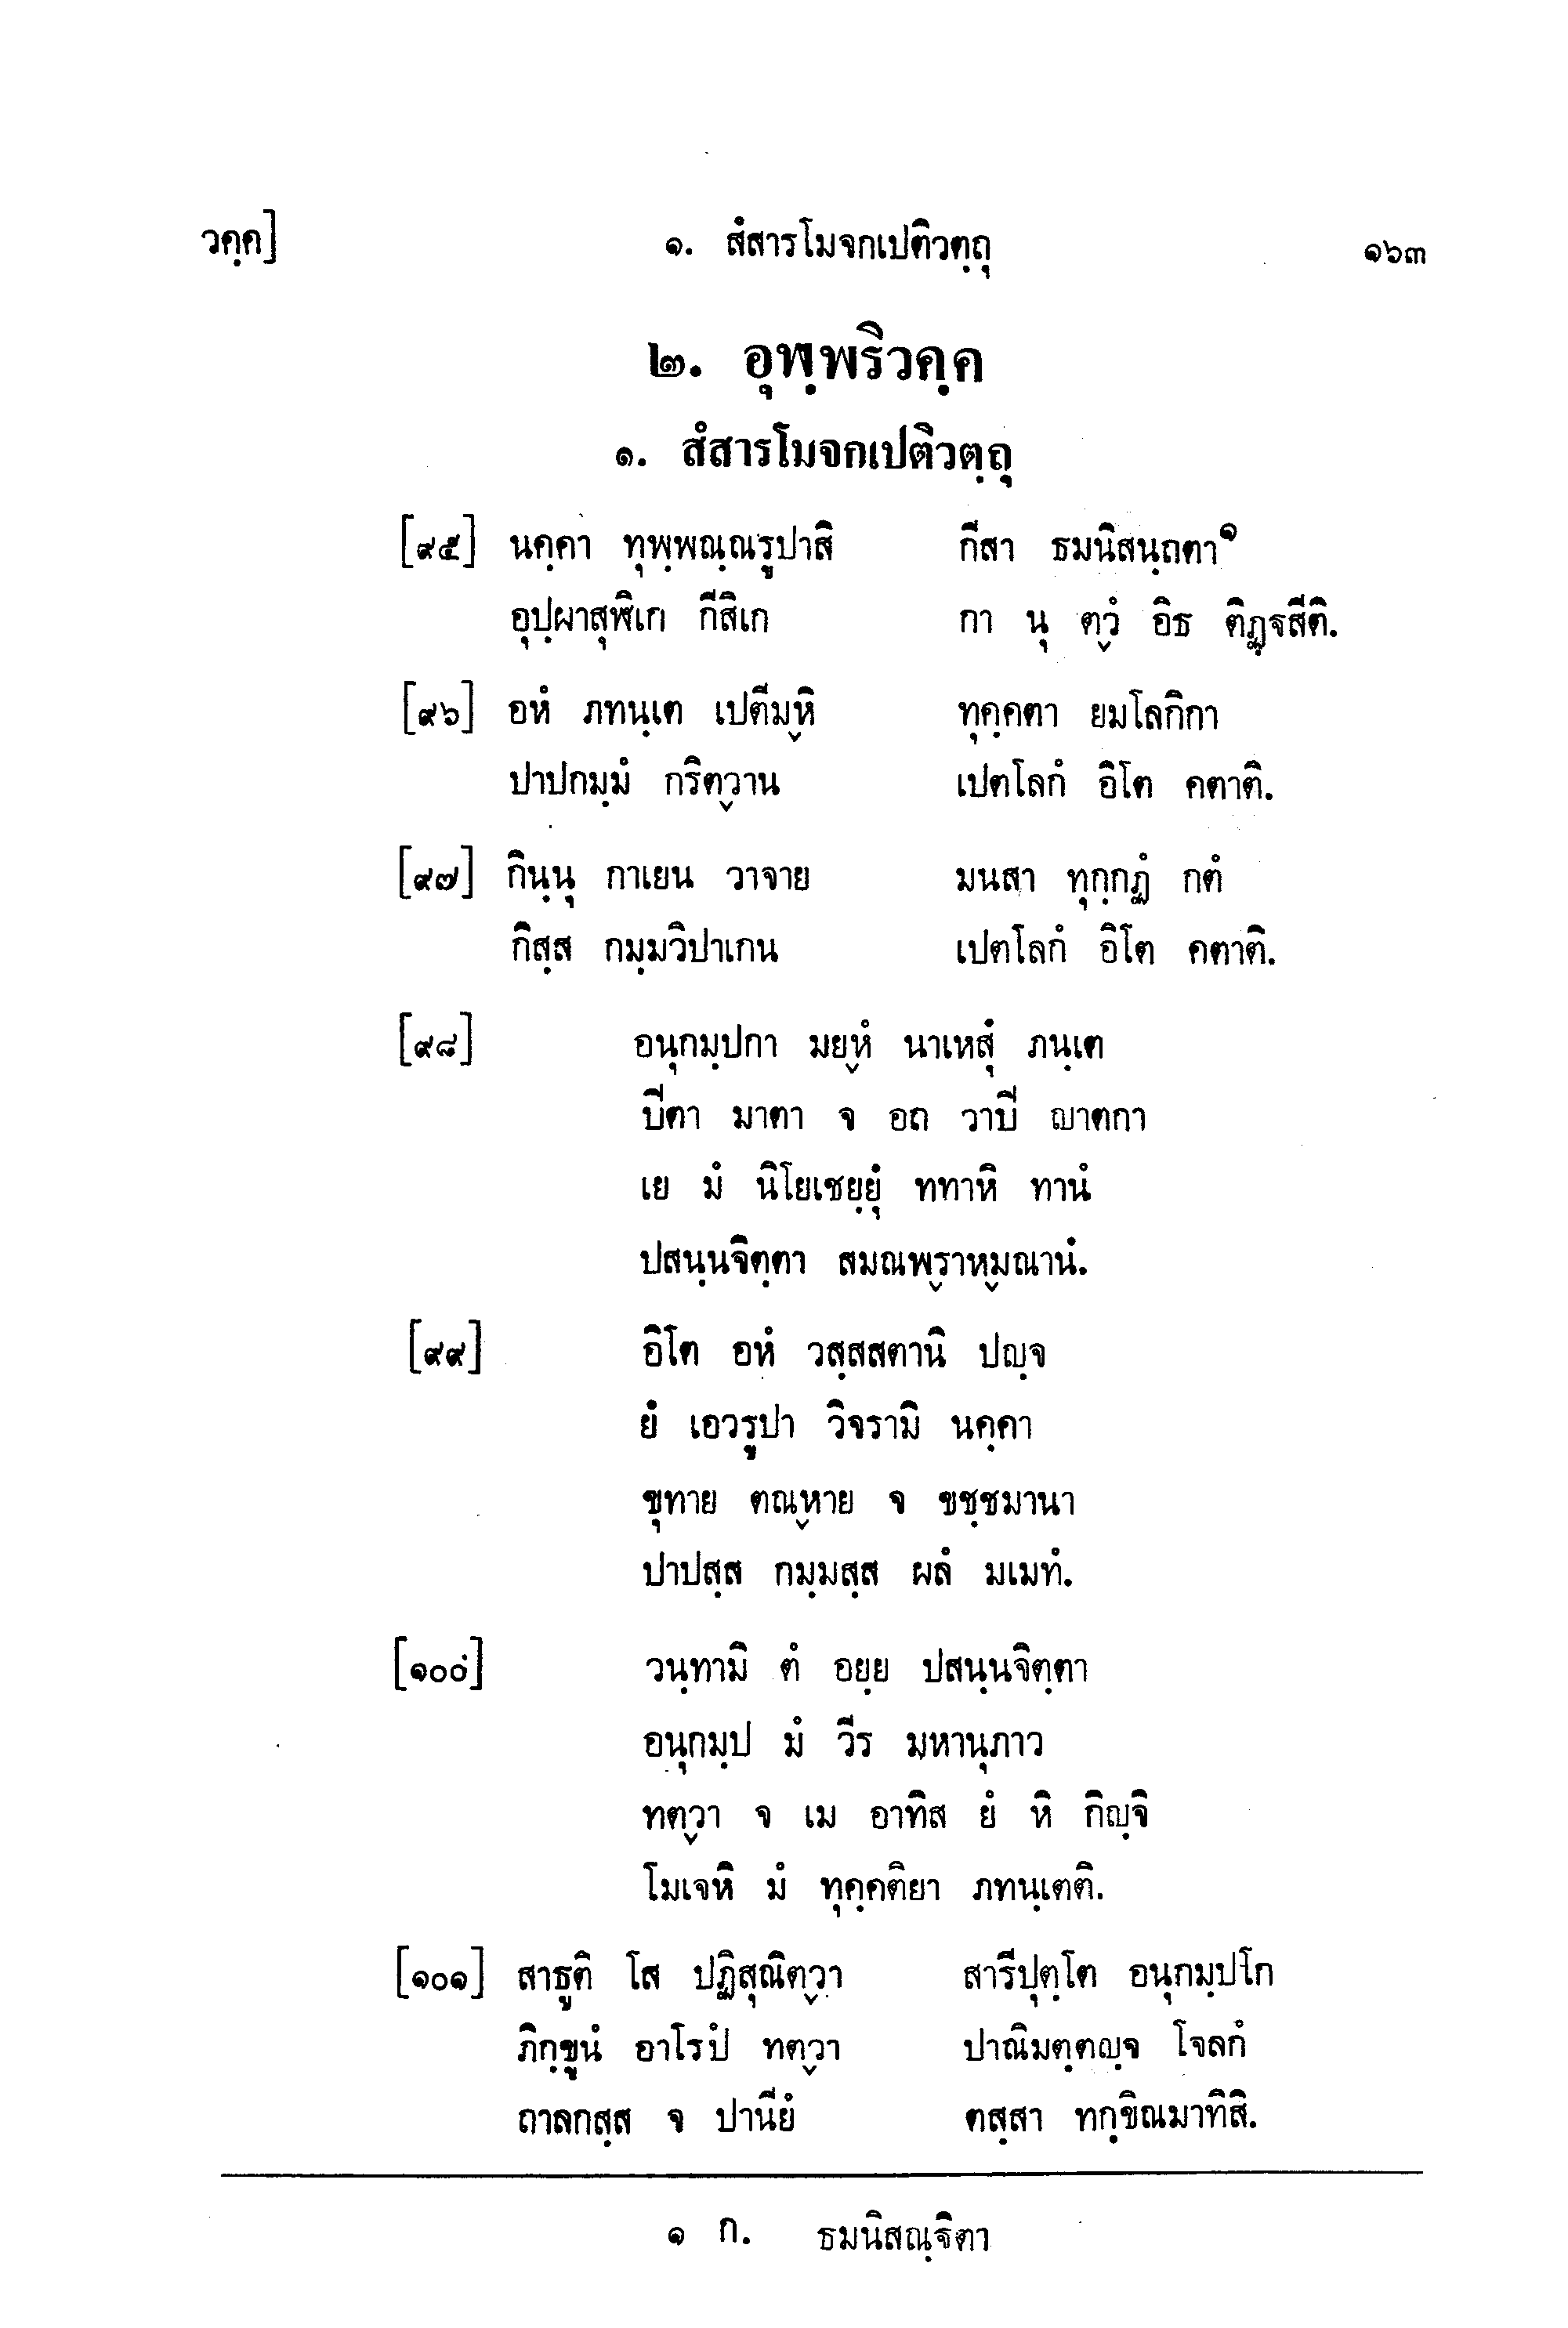 วคฺค] ๑. สํสารโมจกเปติวตฺถุ ๑๖๓
๒. อุพฺพริวคฺค
๑. สํสารโมจกเปติวตฺถุ
[๙๕] นคฺคา ทุพฺพณฺณรูปาสิ กีสา ธมนิสนฺถตา๑
อุปฺผาสุฬิเก กีสิเก กา นุ ตฺวํ อิธ ติฏฺฐสีติ.
[๙๖] อหํ ภทนฺเต เปตีมฺหิ ทุคฺคตา ยมโลกิกา
ปาปกมฺมํ กริตฺวาน เปตโลกํ อิโต คตาติ.
[๙๗] กินฺนุ กาเยน วาจาย มนสา ทุกฺกฏํ กตํ
กิสฺส กมฺมวิปาเกน เปตโลกํ อิโต คตาติ.
[๙๘] อนุกมฺปกา มยฺหํ นาเหสุํ ภนฺเต
ปีตา มาตา จ อถ วาปี ญาตกา
เย มํ นิโยเชยฺยุํ ททาหิ ทานํ
ปสนฺนจิตฺตา สมณพฺราหฺมณานํ.
[๙๙] อิโต อหํ วสฺสสตานิ ปญฺจ
ยํ เอวรูปา วิจรามิ นคฺคา
ขุทาย ตณฺหาย จ ขชฺชมานา
ปาปสฺส กมฺมสฺส ผลํ มเมทํ.
[๑๐๐] วนฺทามิ ตํ อยฺย ปสนฺนจิตฺตา
อนุกมฺป มํ วีร มหานุภาว
ทตฺวา จ เม อาทิส ยํ หิ กิญฺจิ
โมเจหิ มํ ทุคฺคติยา ภทนฺเตติ.
[๑๐๑] สาธูติ โส ปฏิสุณิตฺวา สารีปุตฺโต อนุกมฺปโก
ภิกฺขูนํ อาโรปํ ทตฺวา ปาณิมตฺตญฺจ โจลกํ
ถาลกสฺส จ ปานียํ ตสฺสา ทกฺขิณมาทิสิ.
๑ ก. ธมนิสณฺฐิตา